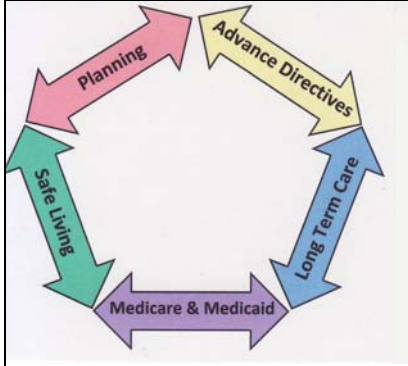 Planning
Advance Directives
Safe Living
Long Term Care
Medicare & Medicaid